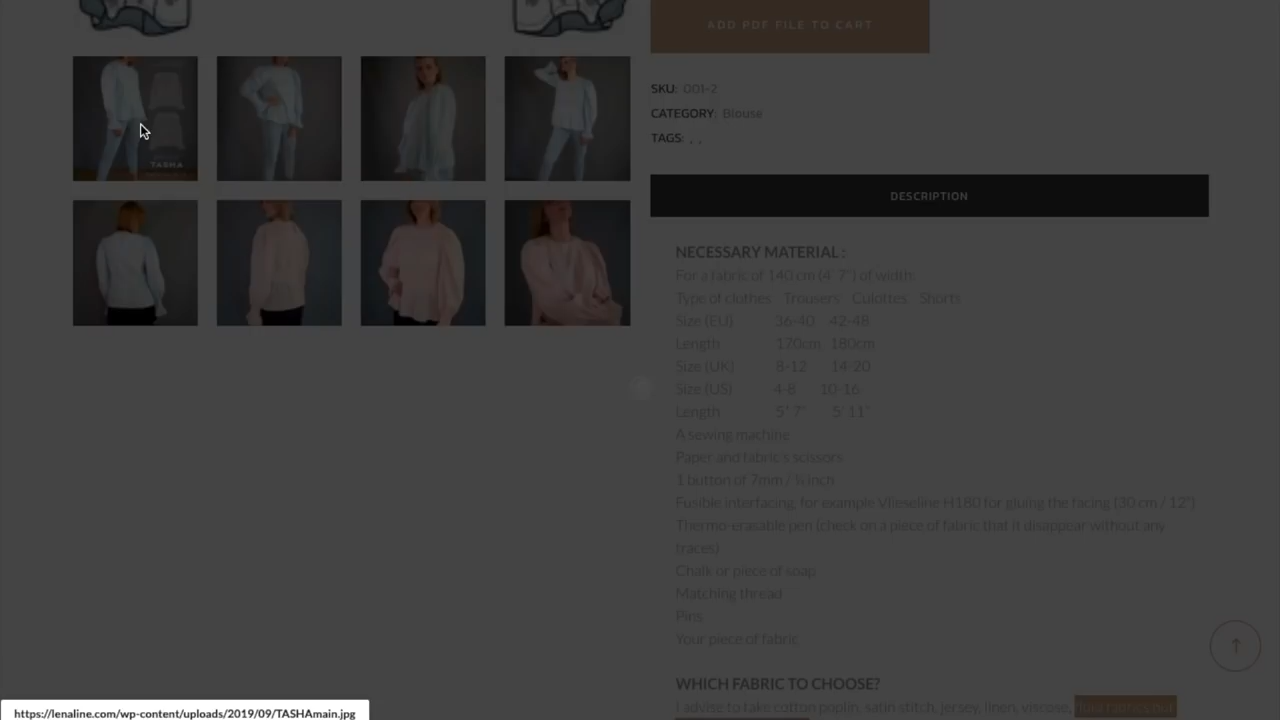 ADD PDF FILE TO CART
SKU: 001-2
CATEGORY: Blouse
TAGS: , ,
TASHA
DESCRIPTION
NECESSARY MATERIAL :
For a fabric of 140 cm (4' 7") of width
Type of clothes Trousers Culottes Shorts
Size (EU) 36-40 42-48
Length 170cm 180cm
Size (UK) 8-12 14-20
Size (US) 4-8 10-16
Length 5' 7" 5' 11"
A sewing machine
Paper and fabric's scissors
1 button of 7mm / ¼ inch
Fusible interfacing: for example Vlieseline H180 for gluing the facing (30 cm / 12")
Thermo-erasable pen (check on a piece of fabric that it disappear without any
traces)
Chalk or piece of soap
Matching thread
Pins
Your piece of fabric
WHICH FABRIC TO CHOOSE?
I advise to take cotton poplin, satin stitch, jersey, linen, viscose,
https://lenaline.com/wp-content/uploads/2019/09/TASHAmain.jpg